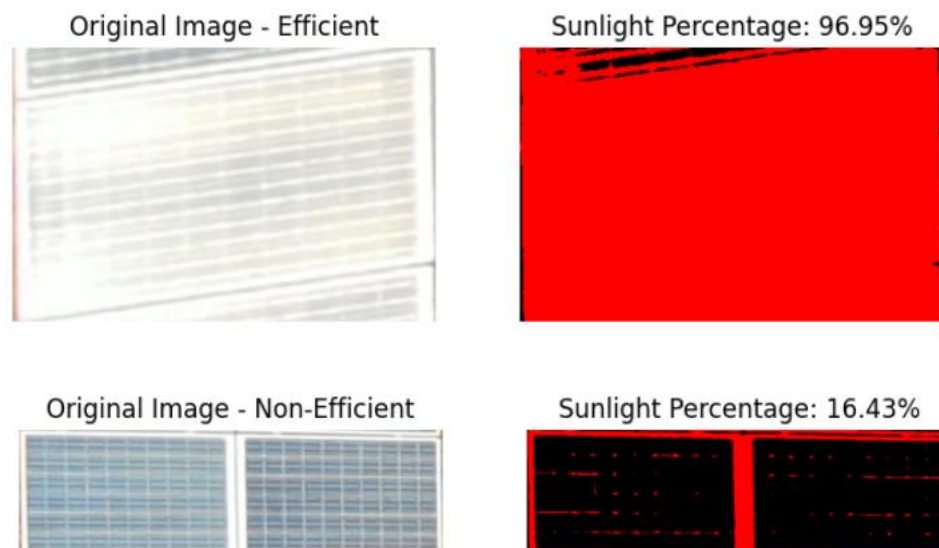 Original Image - Efficient
Sunlight Percentage: 96.95%
Original Image - Non-Efficient
Sunlight Percentage: 16.43%